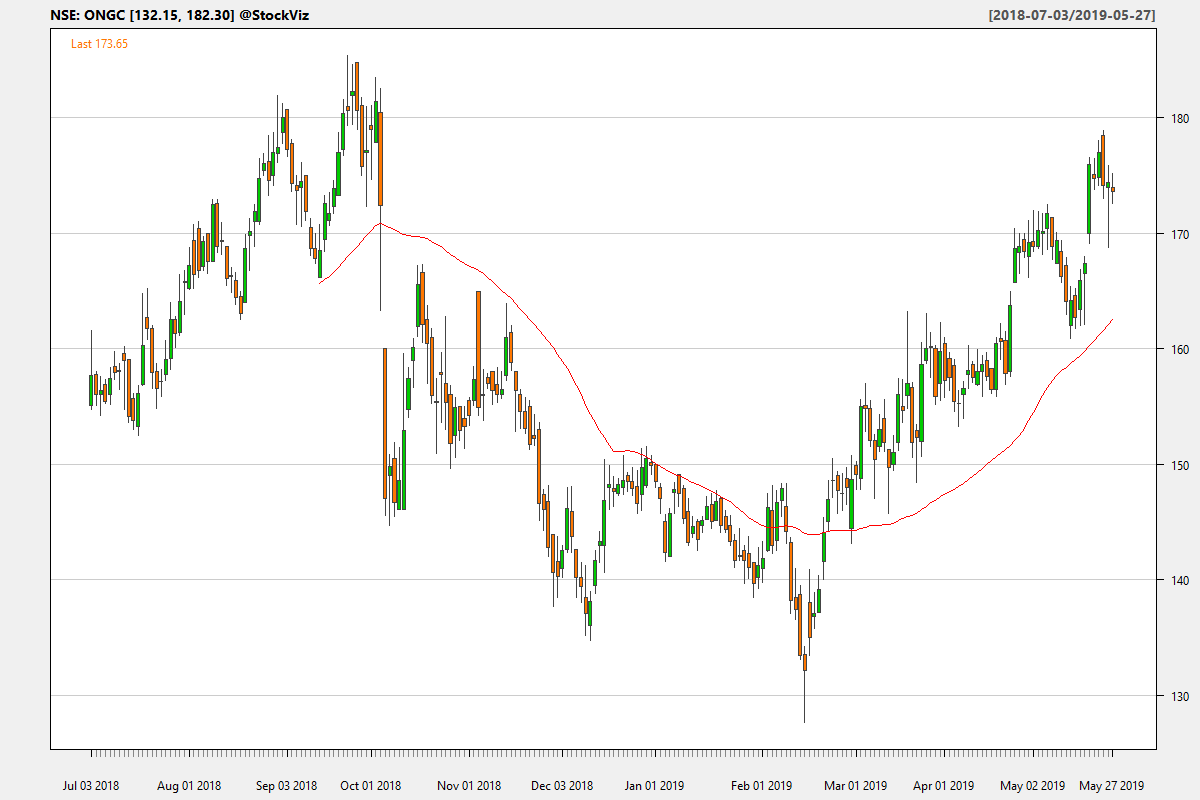 NSE: ONGC [132.15, 182.30] @StockViz
[2018-07-03/2019-05-27]
Last 173.65
180
170
160
150
140
130
Jul 03 2018
Aug 01 2018
Sep 03 2018
Oct 01 2018
Nov 01 2018
Dec 03 2018
Jan 01 2019
Feb 01 2019
Mar 01 2019
Apr 01 2019
May 02 2019
May 27 2019